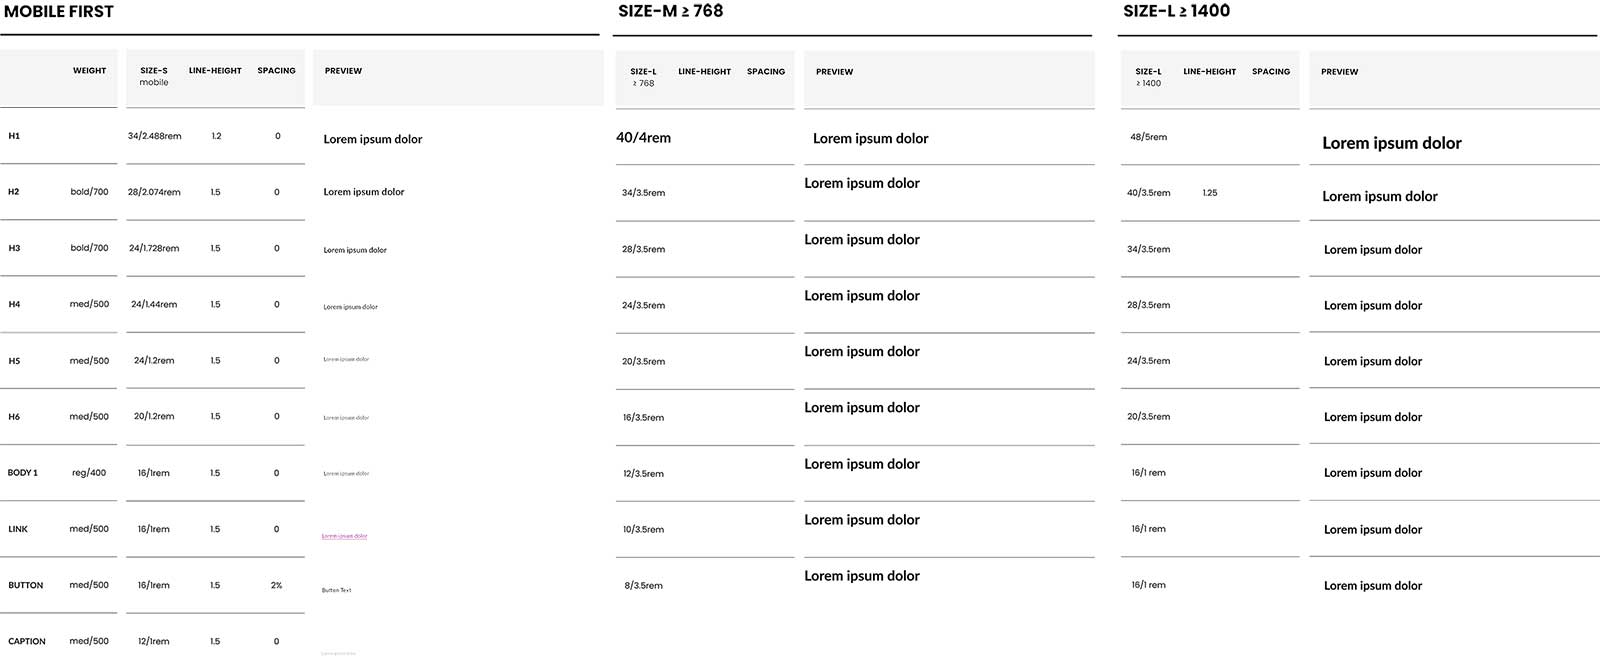 MOBILE FIRST
SIZE-M ≥ 768
SIZE-L ≥ 1400
WEIGHT SIZE-S LINE-HEIGHT SPACING PREVIEW SIZE-L LINE-HEIGHT SPACING PREVIEW SIZE-L LINE-HEIGHT SPACING PREVIEW
mobile ≥ 768 ≥ 1400
H1 34/2.488rem 1.2 0 Lorem ipsum dolor 40/4rem Lorem ipsum dolor 48/5rem Lorem ipsum dolor
H2 bold/700 28/2.074rem 1.5 0 Lorem ipsum dolor 34/3.5rem Lorem ipsum dolor 40/3.5rem 1.25 Lorem ipsum dolor
H3 bold/700 24/1.728rem 1.5 0 Lorem ipsum dolor 28/3.5rem Lorem ipsum dolor 34/3.5rem Lorem ipsum dolor
H4 med/500 24/1.44rem 1.5 0 Lorem ipsum dolor 24/3.5rem Lorem ipsum dolor 28/3.5rem Lorem ipsum dolor
H5 med/500 24/1.2rem 1.5 0 Lorem ipsum dolor 20/3.5rem Lorem ipsum dolor 24/3.5rem Lorem ipsum dolor
H6 med/500 20/1.2rem 1.5 0 Lorem ipsum dolor 16/3.5rem Lorem ipsum dolor 20/3.5rem Lorem ipsum dolor
BODY 1 reg/400 16/1rem 1.5 0 Lorem ipsum dolor 12/3.5rem Lorem ipsum dolor 16/1 rem Lorem ipsum dolor
LINK med/500 16/1rem 1.5 0 Lorem ipsum dolor 10/3.5rem Lorem ipsum dolor 16/1 rem Lorem ipsum dolor
BUTTON med/500 16/1rem 1.5 2% Button Text 8/3.5rem Lorem ipsum dolor 16/1 rem Lorem ipsum dolor
CAPTION med/500 12/1rem 1.5 0 Lorem ipsum dolor